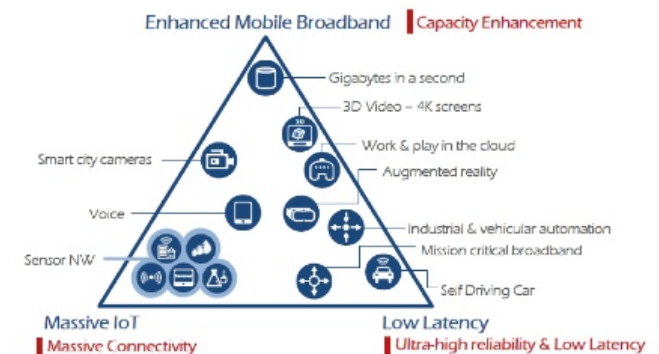 Enhanced Mobile Broadband
Capacity Enhancement
Gigabytes in a second
3D Video – 4K screens
3D
Work & play in the cloud
Smart city cameras
Augmented reality
Voice
Industrial & vehicular automation
Mission critical broadband
Sensor NW
Self Driving Car
Massive IoT
Low Latency
Massive Connectivity
Ultra-high reliability & Low Latency